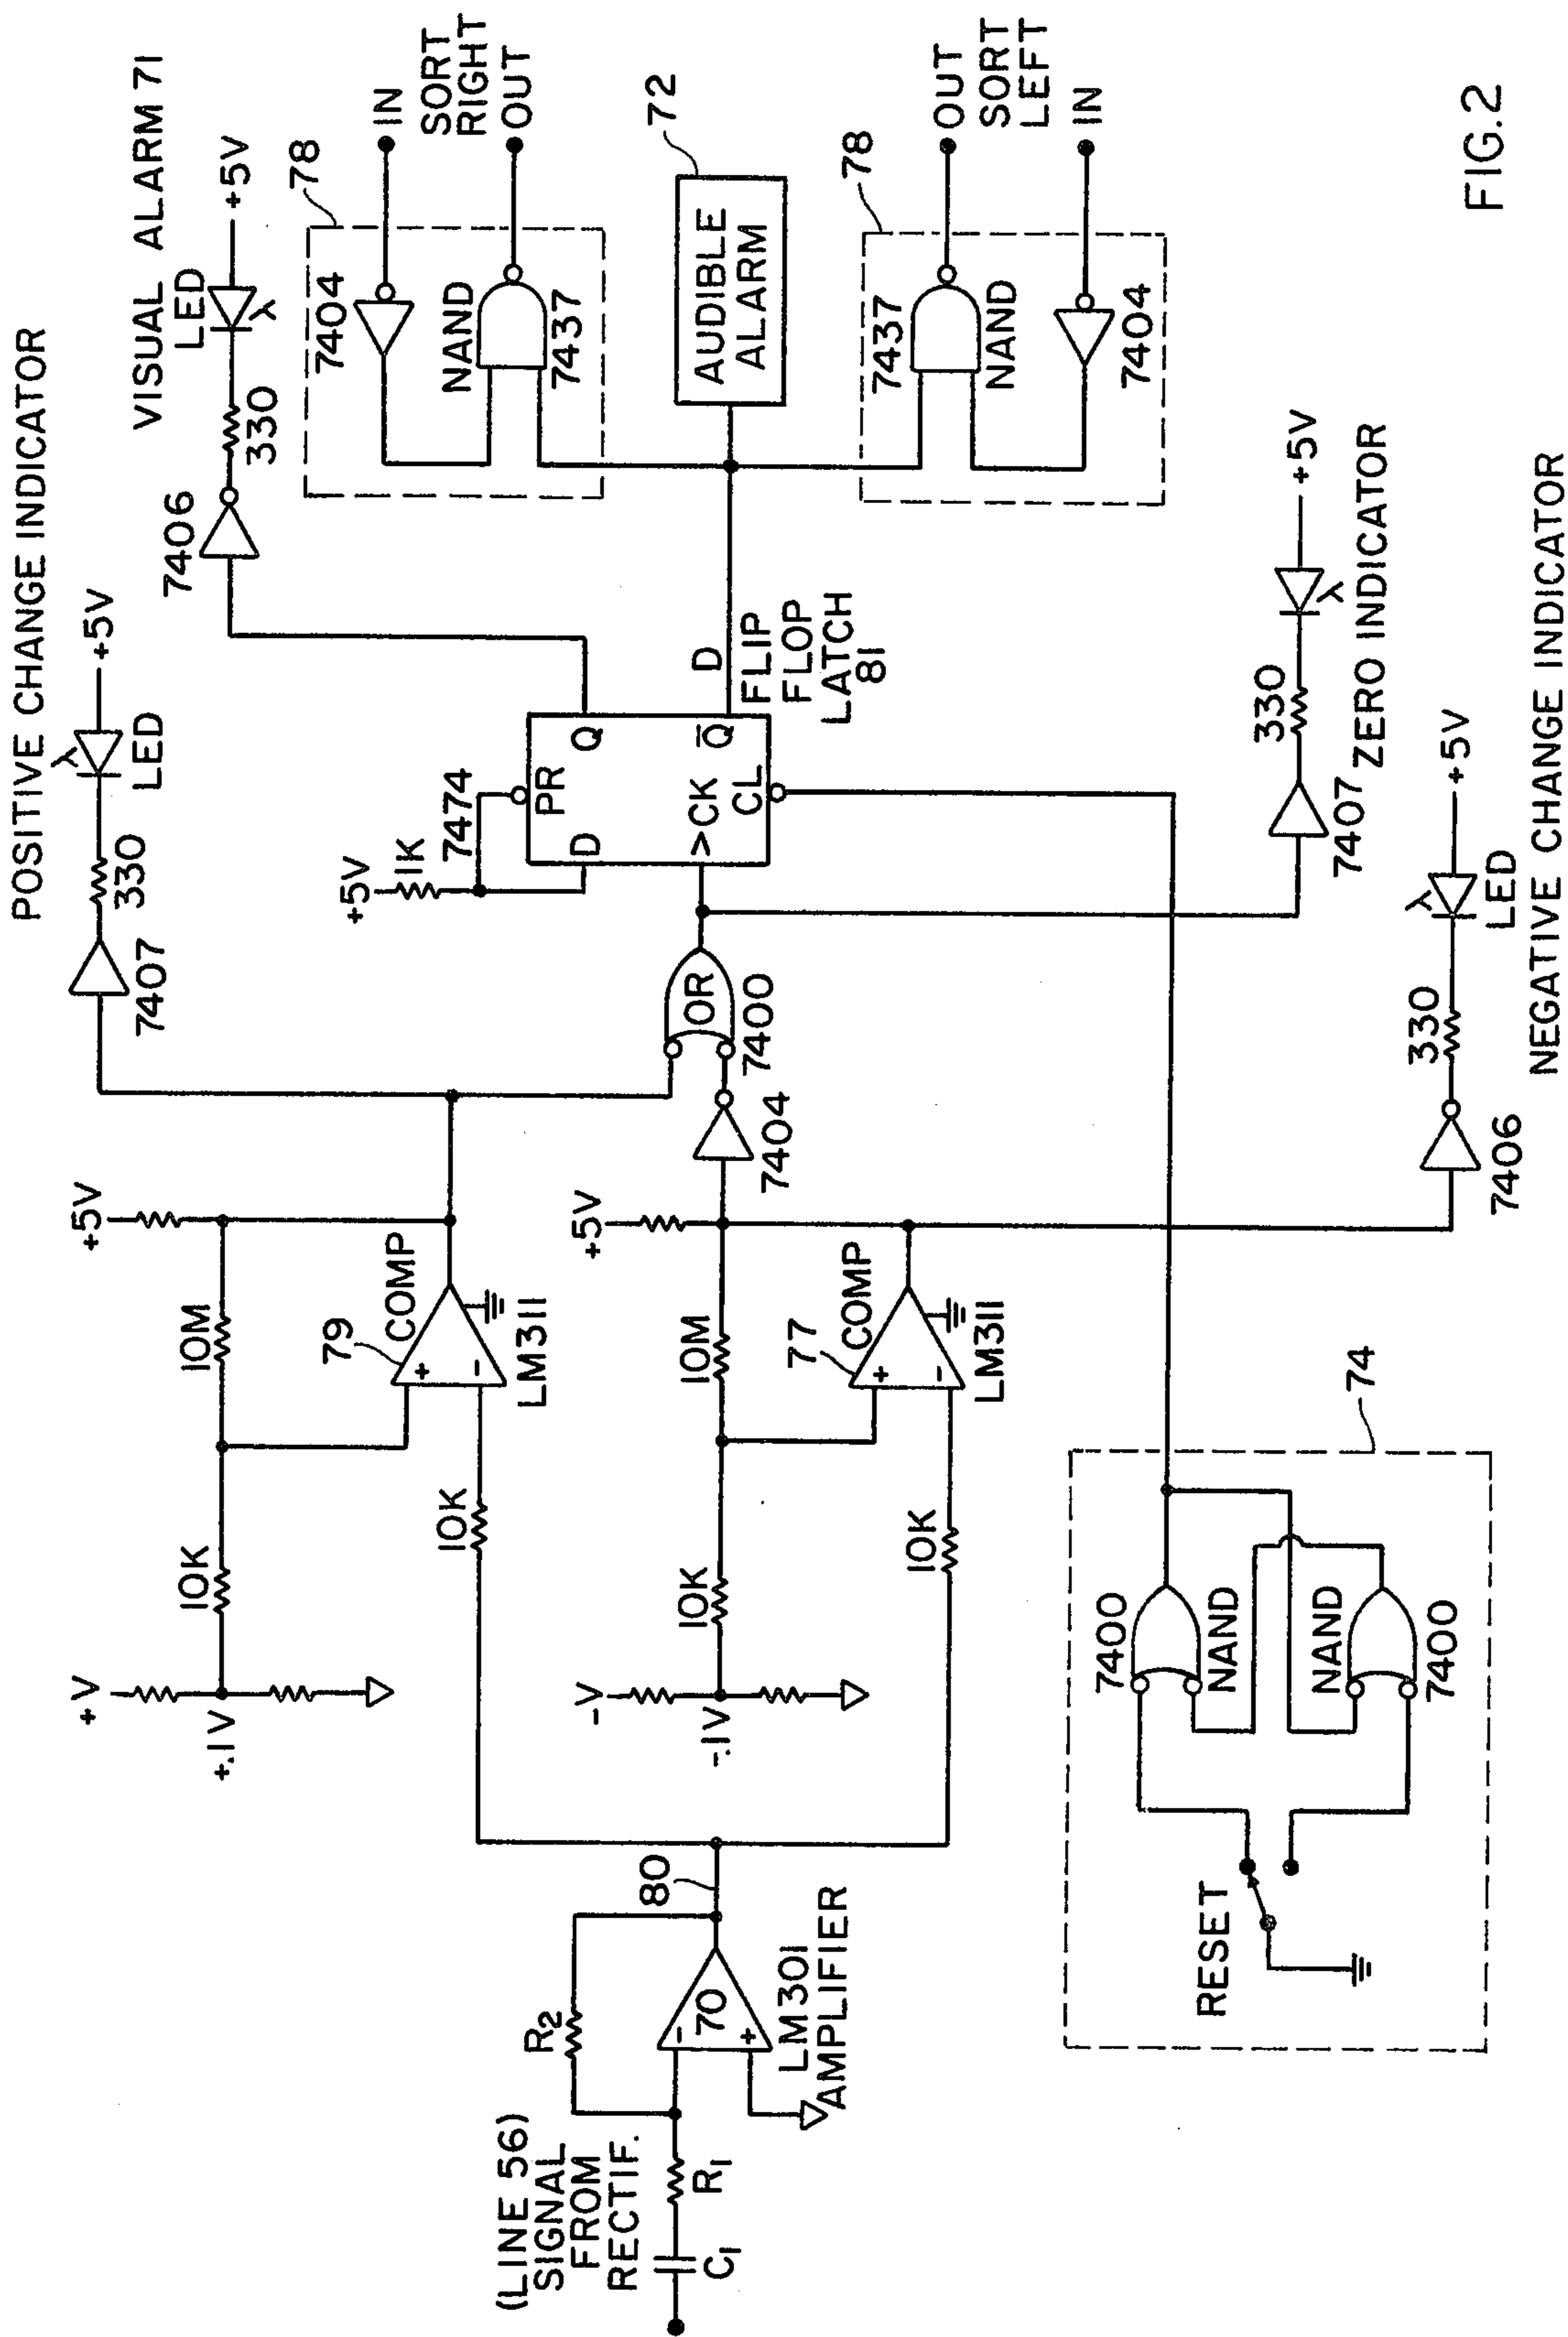 POSITIVE CHANGE INDICATOR
+5V
LED
330
7407
VISUAL ALARM 71
+5V
LED
330
7406
78
IN
SORT
RIGHT
OUT
7404
NAND
7437
72
AUDIBLE
ALARM
78
OUT
SORT
LEFT
IN
7437
NAND
7404
+5V
1K
7474
PR
D
Q
>CK
Q̅
CL
D
FLIP
FLOP
LATCH
81
OR
7400
7404
+5V
330
7407
ZERO INDICATOR
+5V
LED
330
7406
NEGATIVE CHANGE INDICATOR
+5V
10M
79
COMP
+
-
LM311
10K
10K
+V
+.1V
+5V
10M
77
COMP
+
-
LM311
10K
10K
-V
-.1V
80
R2
70
-
+
LM301
AMPLIFIER
(LINE 56)
SIGNAL
FROM
RECTIF.
R1
C1
74
7400
NAND
NAND
7400
RESET
FIG.2